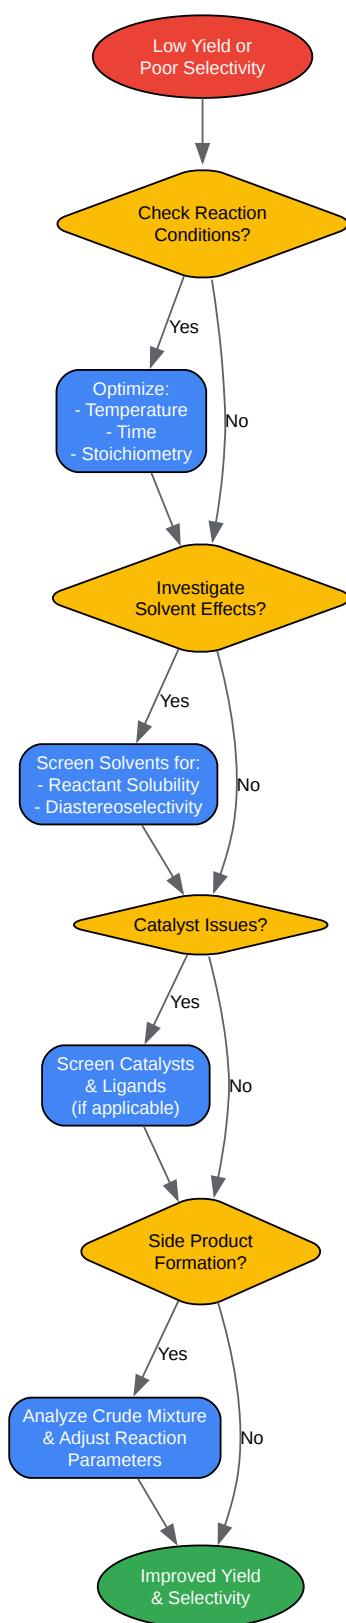 Low Yield or
Poor Selectivity
Check Reaction
Conditions?
Yes
Optimize:
- Temperature
- Time
- Stoichiometry
No
Investigate
Solvent Effects?
Yes
Screen Solvents for:
- Reactant Solubility
- Diastereoselectivity
No
Catalyst Issues?
Yes
Screen Catalysts
& Ligands
(if applicable)
No
Side Product
Formation?
Yes
Analyze Crude Mixture
& Adjust Reaction
Parameters
No
Improved Yield
& Selectivity